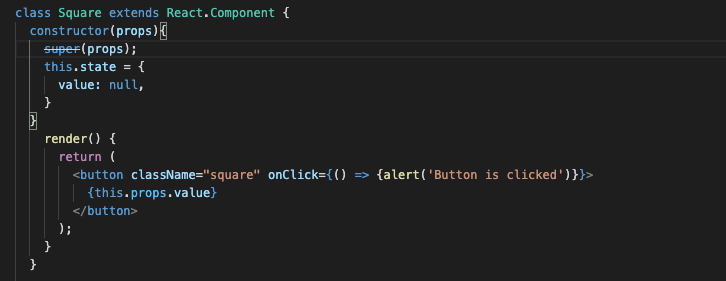 class Square extends React.Component {
constructor(props){
super(props);
this.state = {
value: null,
}
}
render() {
return (
<button className="square" onClick={() => {alert('Button is clicked')}}>
{this.props.value}
</button>
);
}
}